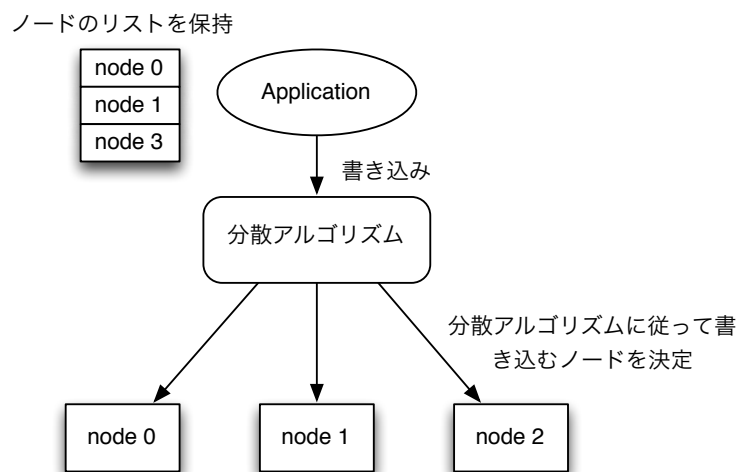 ノードのリストを保持
node 0
node 1
node 3
Application
書き込み
分散アルゴリズム
分散アルゴリズムに従って書
き込むノードを決定
node 0
node 1
node 2